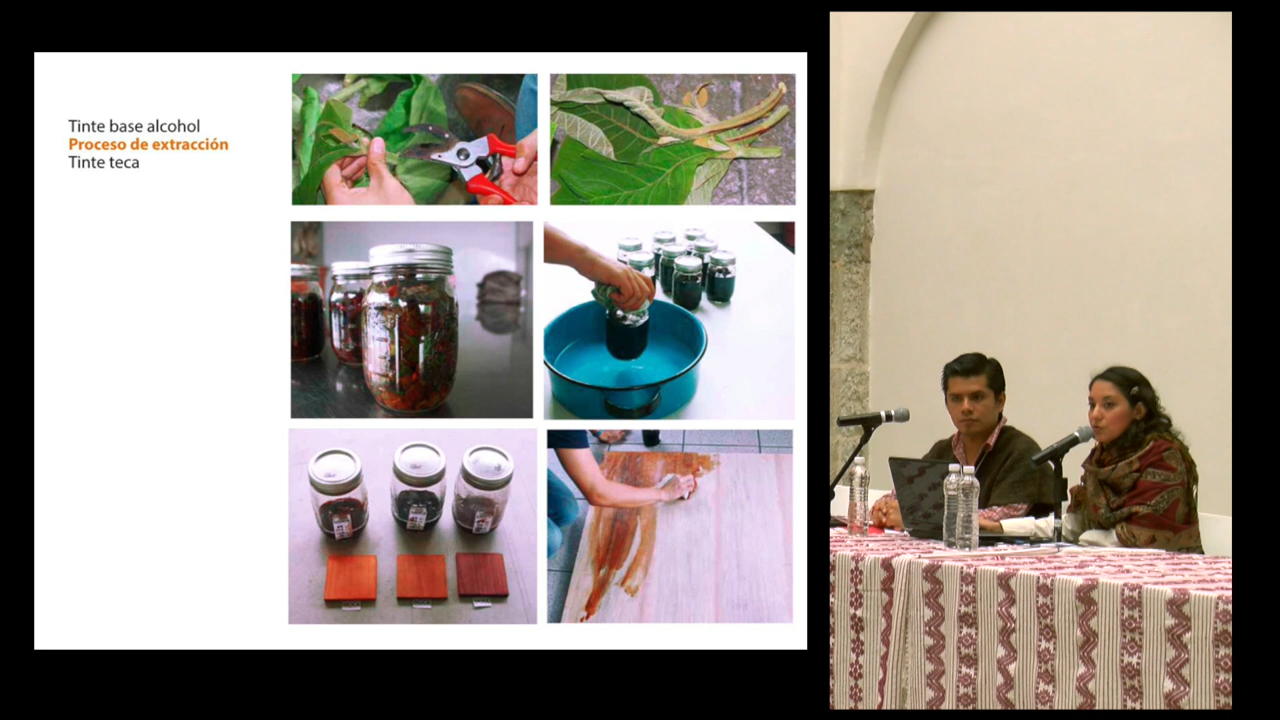 Tinte base alcohol
Proceso de extracción
Tinte teca